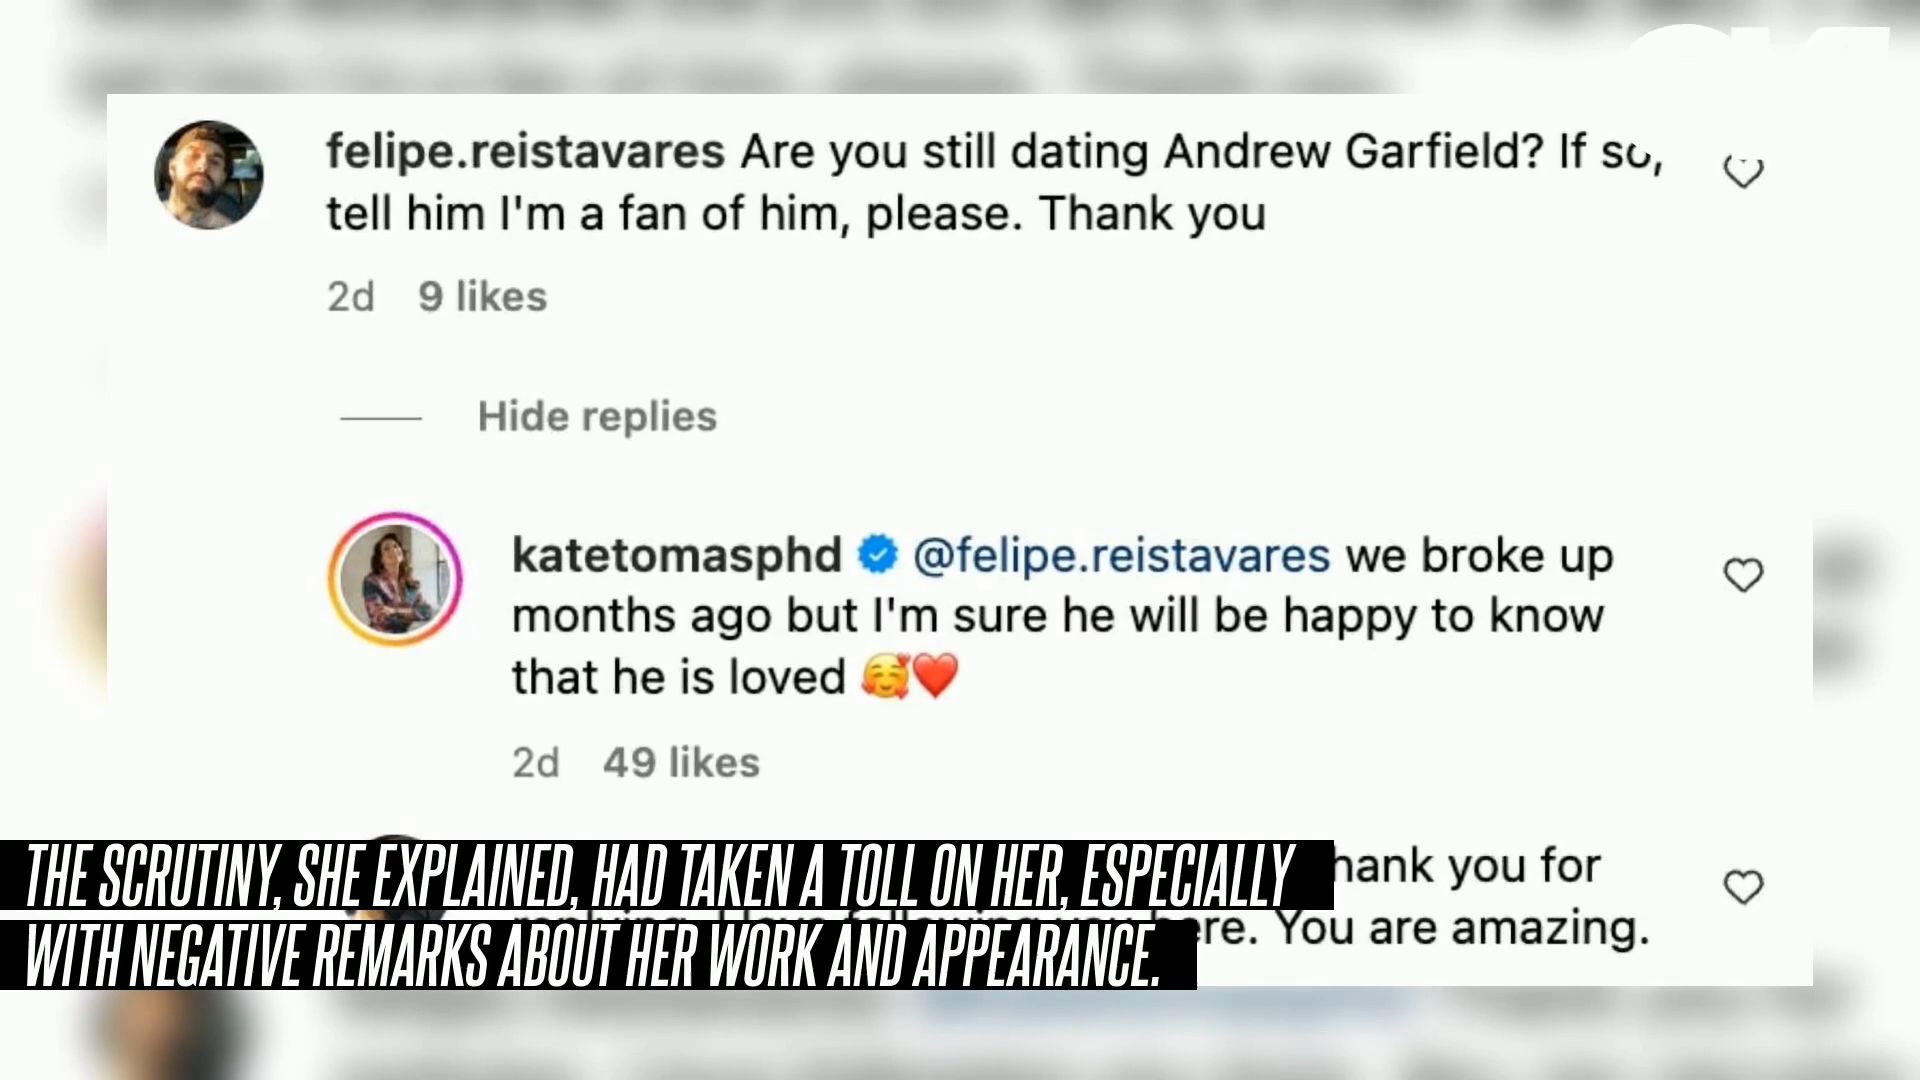 felipe.reistavares Are you still dating Andrew Garfield? If so,
tell him I'm a fan of him, please. Thank you
2d 9 likes
Hide replies
katetomasphd @felipe.reistavares we broke up
months ago but I'm sure he will be happy to know
that he is loved 🥰❤️
2d 49 likes
hank you for
THE SCRUTINY, SHE EXPLAINED, HAD TAKEN A TOLL ON HER, ESPECIALLY
ere. You are amazing.
WITH NEGATIVE REMARKS ABOUT HER WORK AND APPEARANCE.